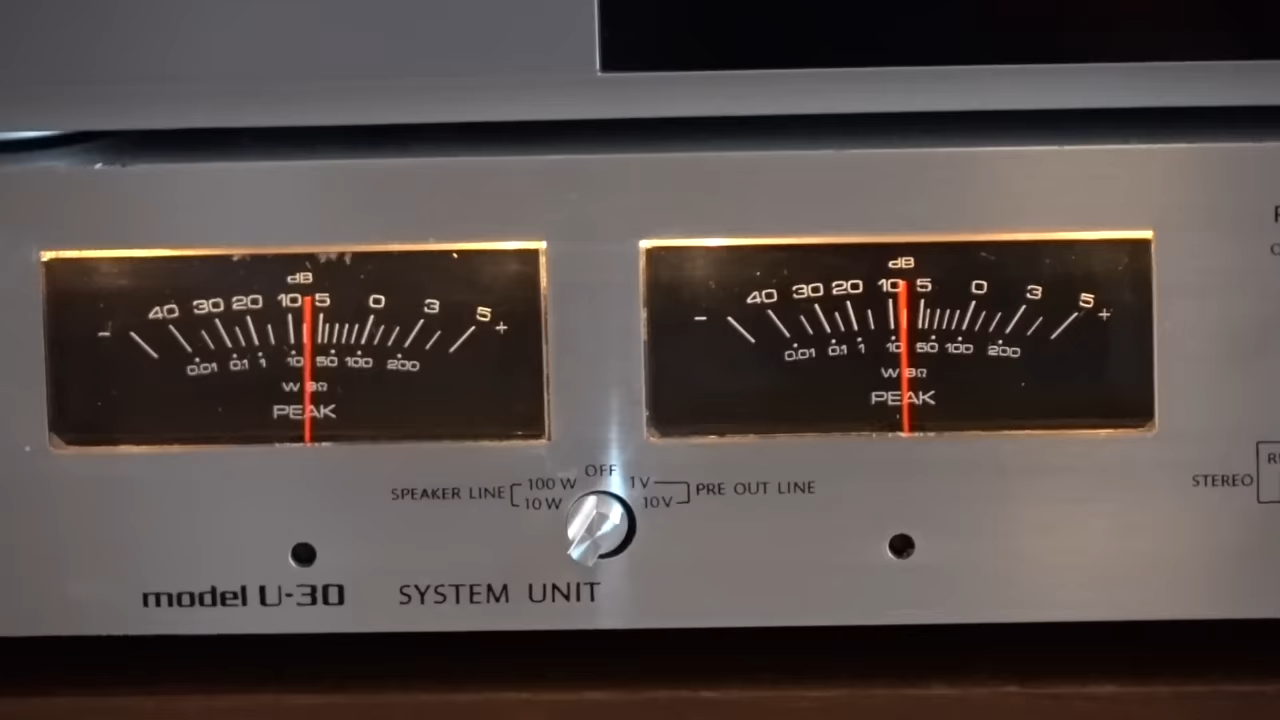 dB
40 30 20 10 5 0 3 5
- +
0.01 0.1 1 10 50 100 200
W 8Ω
PEAK
dB
40 30 20 10 5 0 3 5
- +
0.01 0.1 1 10 50 100 200
W 8Ω
PEAK
OFF
SPEAKER LINE 100 W 1V PRE OUT LINE
10 W 10V
STEREO
model U-30 SYSTEM UNIT